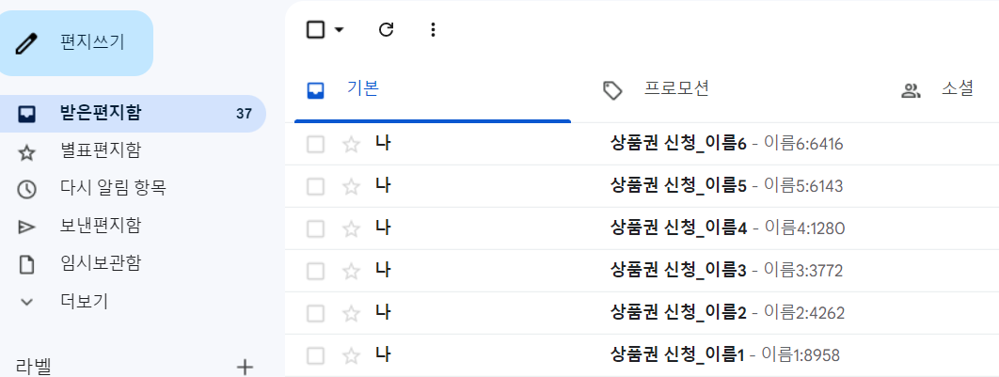 편지쓰기
받은편지함 37
별표편지함
다시 알림 항목
보낸편지함
임시보관함
더보기
라벨
기본
프로모션
소셜
나 상품권 신청_이름6 - 이름6:6416
나 상품권 신청_이름5 - 이름5:6143
나 상품권 신청_이름4 - 이름4:1280
나 상품권 신청_이름3 - 이름3:3772
나 상품권 신청_이름2 - 이름2:4262
나 상품권 신청_이름1 - 이름1:8958